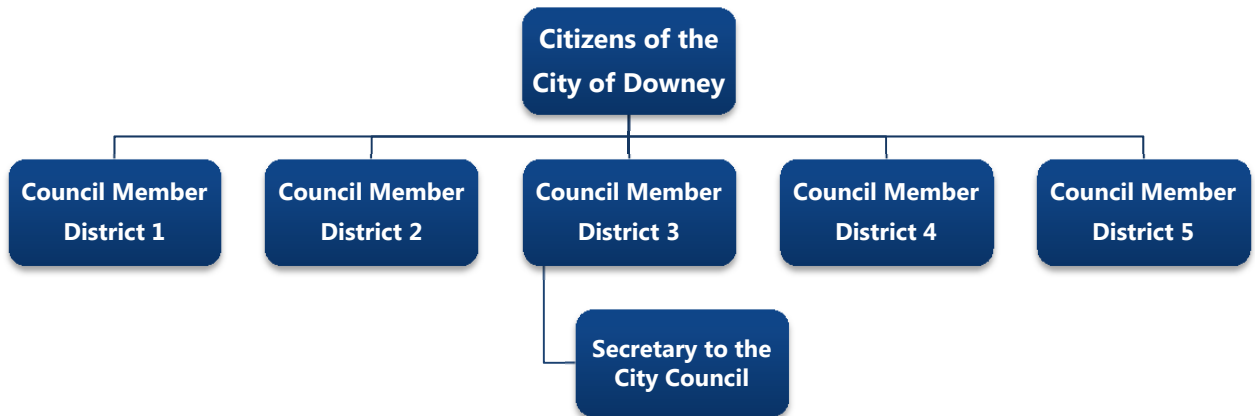 Citizens of the
City of Downey
Council Member
District 1
Council Member
District 2
Council Member
District 3
Council Member
District 4
Council Member
District 5
Secretary to the
City Council